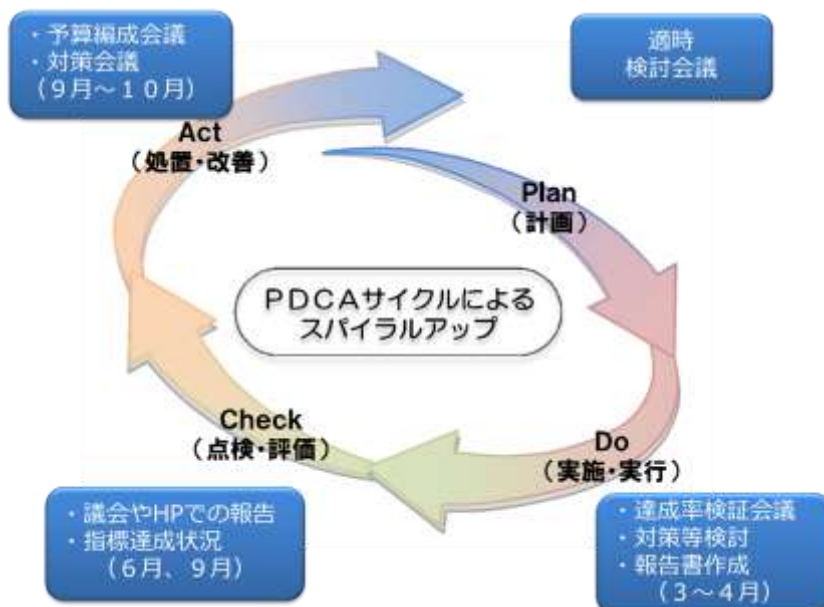 ・予算編成会議
・対策会議
（９月～１０月）
適時
検討会議
Act
（処置・改善）
Plan
（計画）
ＰＤＣＡサイクルによる
スパイラルアップ
Check
（点検・評価）
Do
（実施・実行）
・議会やHPでの報告
・指標達成状況
（６月、９月）
・達成率検証会議
・対策等検討
・報告書作成
（３～４月）